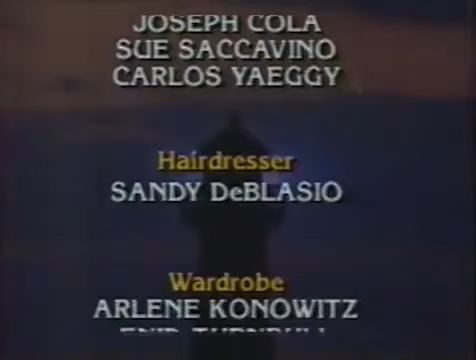 JOSEPH COLA
SUE SACCAVINO
CARLOS YAEGGY
Hairdresser
SANDY DeBLASIO
Wardrobe
ARLENE KONOWITZ